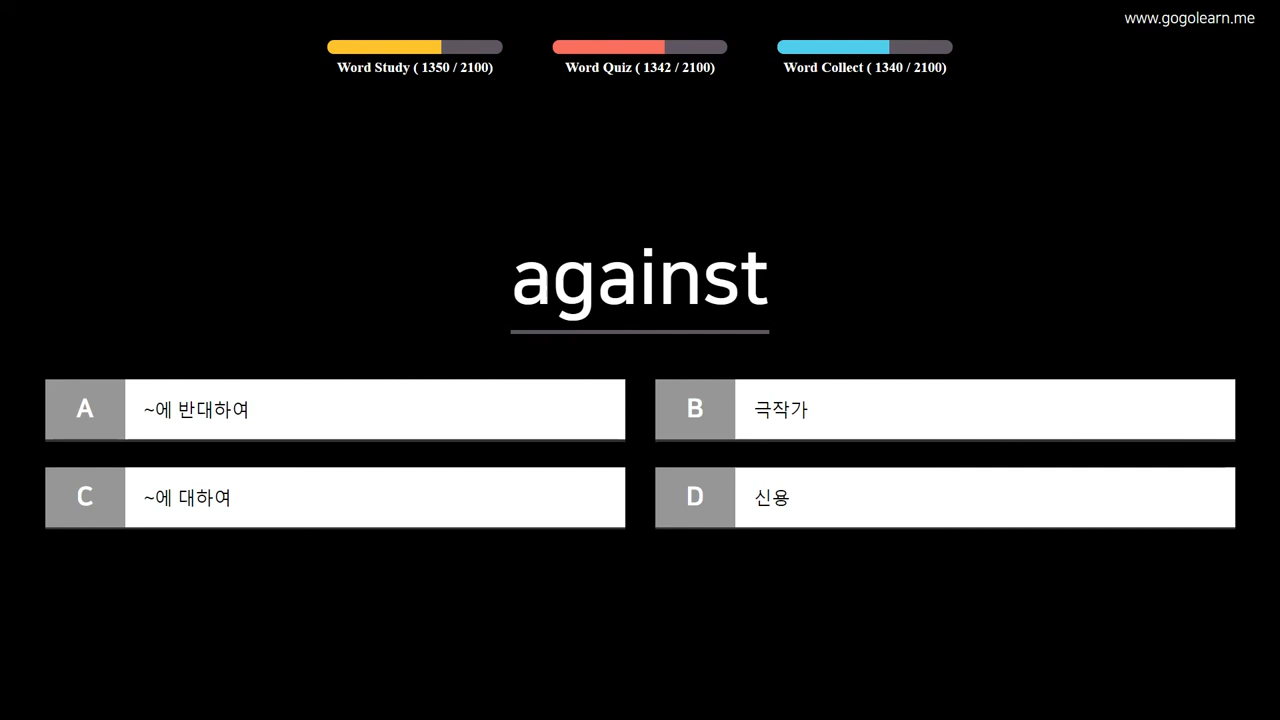 www.gogolearn.me
Word Study ( 1350 / 2100)
Word Quiz ( 1342 / 2100)
Word Collect ( 1340 / 2100)
against
A ~에 반대하여
B 극작가
C ~에 대하여
D 신용